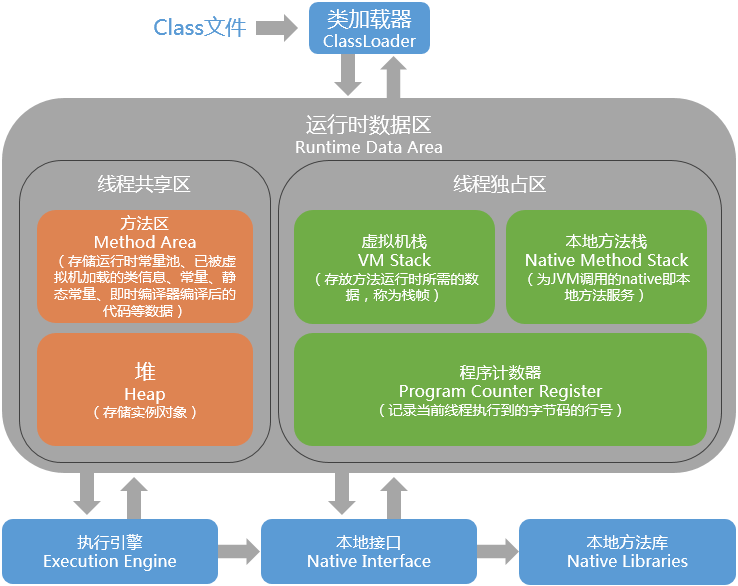 Class文件
类加载器
ClassLoader
运行时数据区
Runtime Data Area
线程共享区
方法区
Method Area
（存储运行时常量池、已被虚
拟机加载的类信息、常量、静
态常量、即时编译器编译后的
代码等数据）
堆
Heap
（存储实例对象）
线程独占区
虚拟机栈
VM Stack
（存放方法运行时所需的数
据，称为栈帧）
本地方法栈
Native Method Stack
（为JVM调用的native即本
地方法服务）
程序计数器
Program Counter Register
（记录当前线程执行到的字节码的行号）
执行引擎
Execution Engine
本地接口
Native Interface
本地方法库
Native Libraries